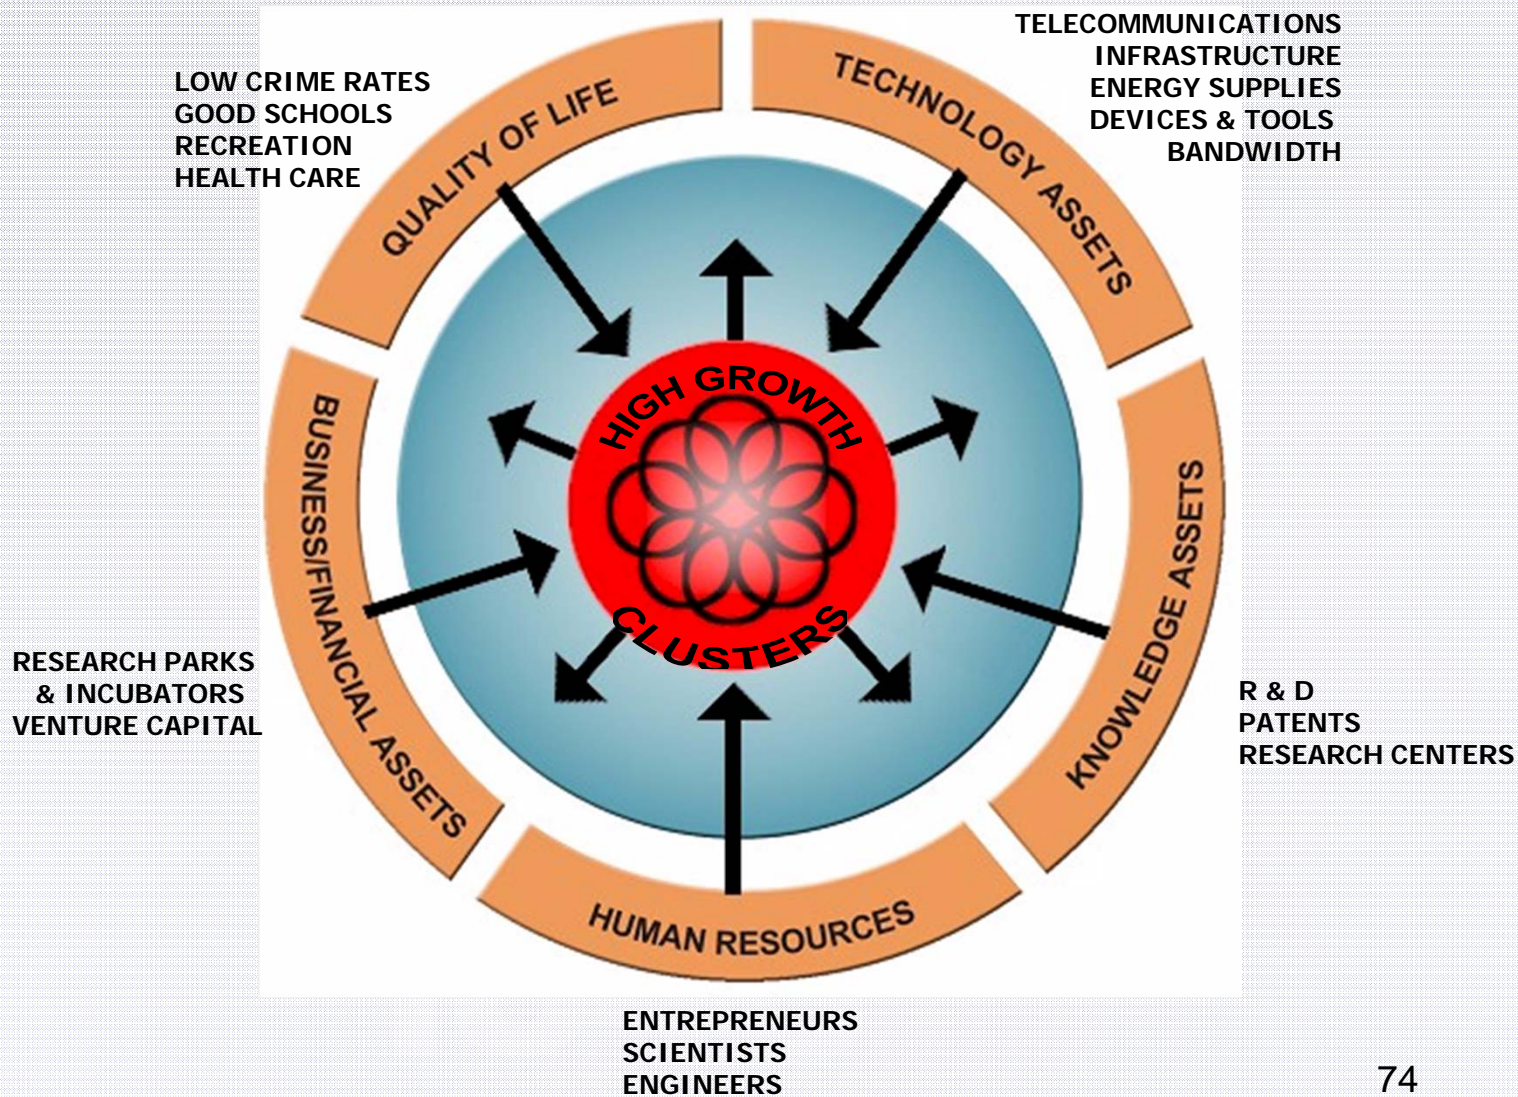 TELECOMMUNICATIONS
INFRASTRUCTURE
ENERGY SUPPLIES
DEVICES & TOOLS
BANDWIDTH
LOW CRIME RATES
GOOD SCHOOLS
RECREATION
HEALTH CARE
QUALITY OF LIFE
TECHNOLOGY ASSETS
HIGH GROWTH
CLUSTERS
BUSINESS/FINANCIAL ASSETS
KNOWLEDGE ASSETS
RESEARCH PARKS
& INCUBATORS
VENTURE CAPITAL
R & D
PATENTS
RESEARCH CENTERS
HUMAN RESOURCES
ENTREPRENEURS
SCIENTISTS
ENGINEERS
74